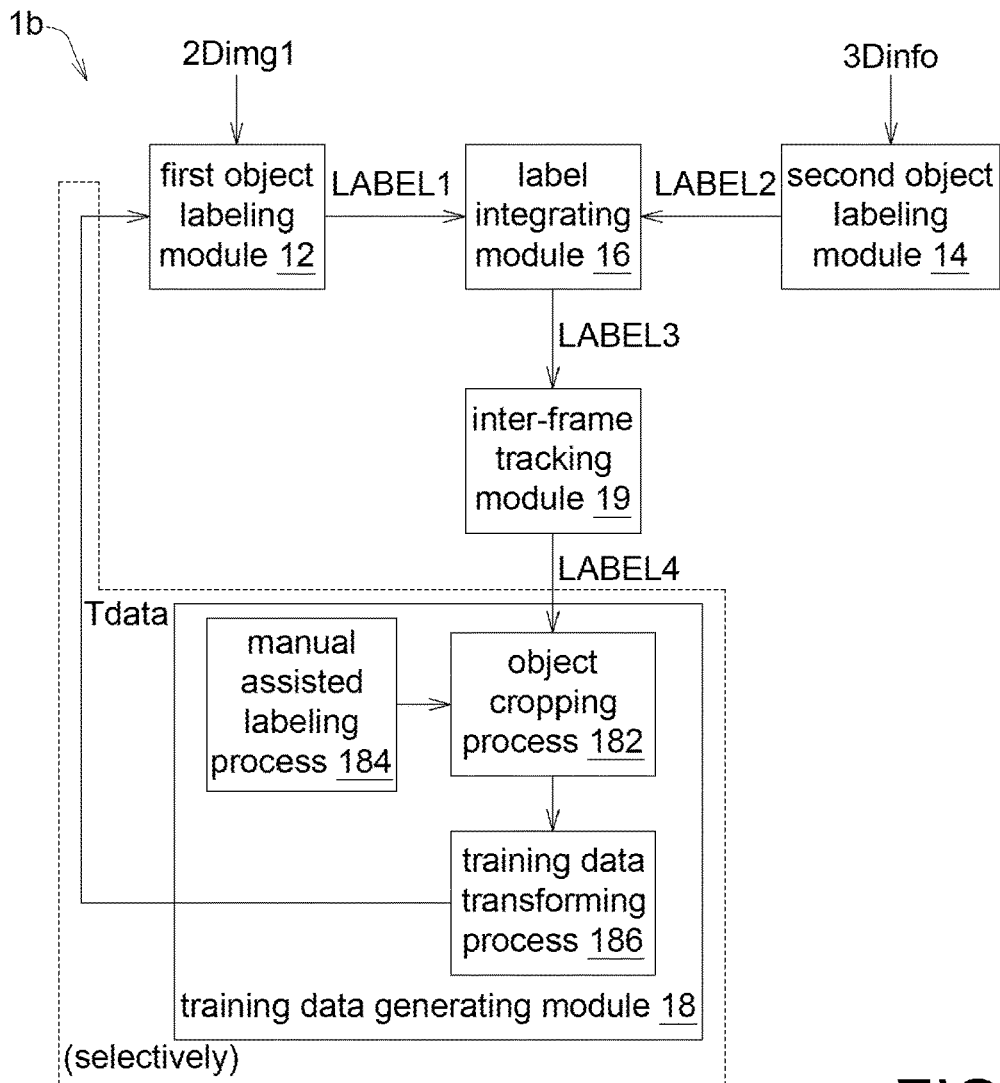 1b
2Dimg1
3Dinfo
first object
labeling
module 12
LABEL1
label
integrating
module 16
LABEL2
second object
labeling
module 14
LABEL3
inter-frame
tracking
module 19
LABEL4
Tdata
manual
assisted
labeling
process 184
object
cropping
process 182
training data
transforming
process 186
training data generating module 18
(selectively)